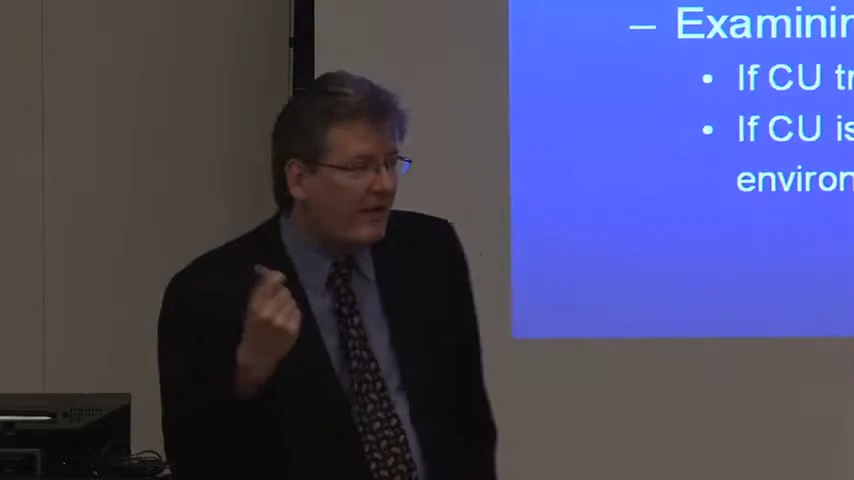 – Examinin
• If CU tr
• If CU is
environ